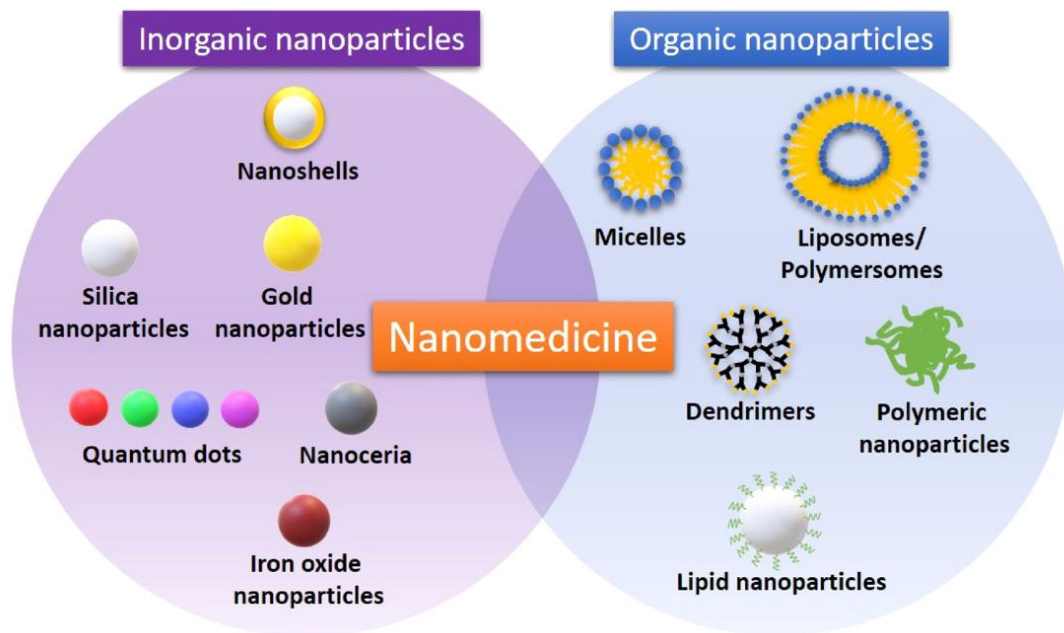 Inorganic nanoparticles
Organic nanoparticles
Nanoshells
Silica
nanoparticles
Gold
nanoparticles
Quantum dots
Nanoceria
Iron oxide
nanoparticles
Nanomedicine
Micelles
Liposomes/
Polymersomes
Dendrimers
Polymeric
nanoparticles
Lipid nanoparticles